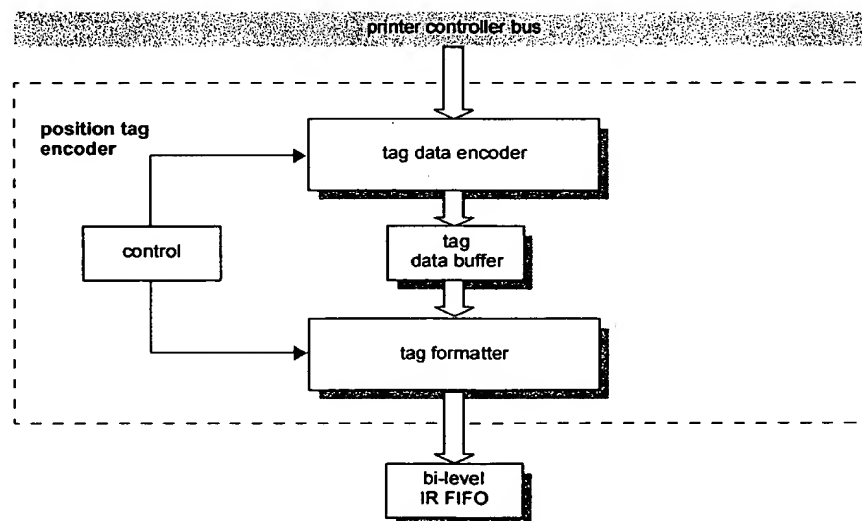 printer controller bus
position tag
encoder
tag data encoder
control
tag
data buffer
tag formatter
bi-level
IR FIFO